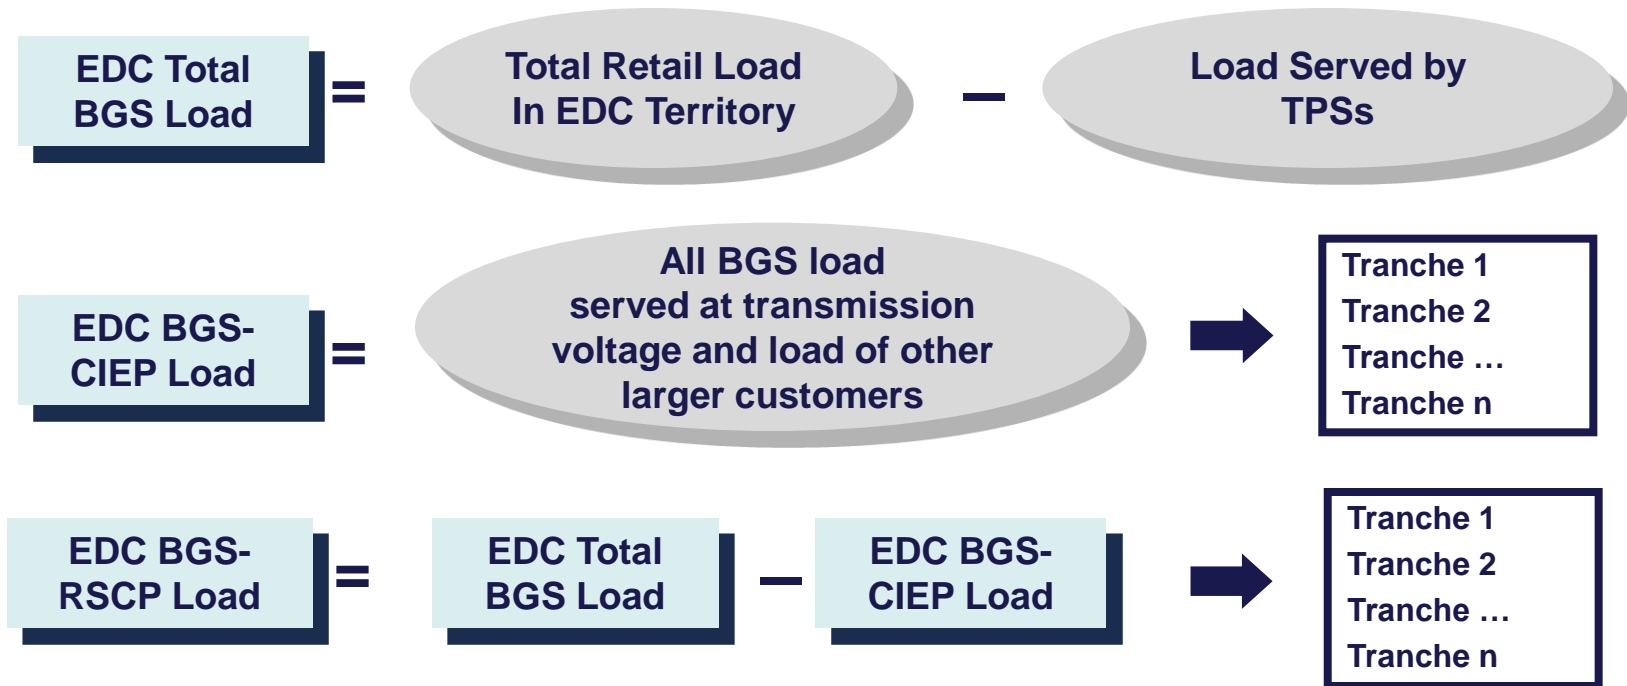 EDC Total
BGS Load
=
Total Retail Load
In EDC Territory
–
Load Served by
TPSs
EDC BGS-
CIEP Load
=
All BGS load
served at transmission
voltage and load of other
larger customers
Tranche 1
Tranche 2
Tranche …
Tranche n
EDC BGS-
RSCP Load
=
EDC Total
BGS Load
–
EDC BGS-
CIEP Load
Tranche 1
Tranche 2
Tranche …
Tranche n